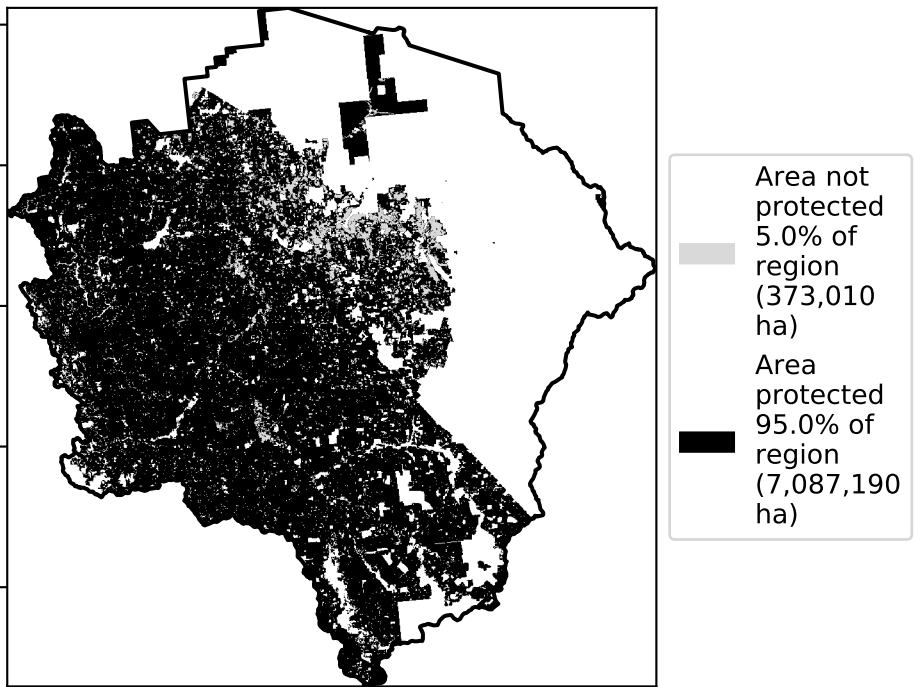 Area not
protected
5.0% of
region
(373,010
ha)
Area
protected
95.0% of
region
(7,087,190
ha)